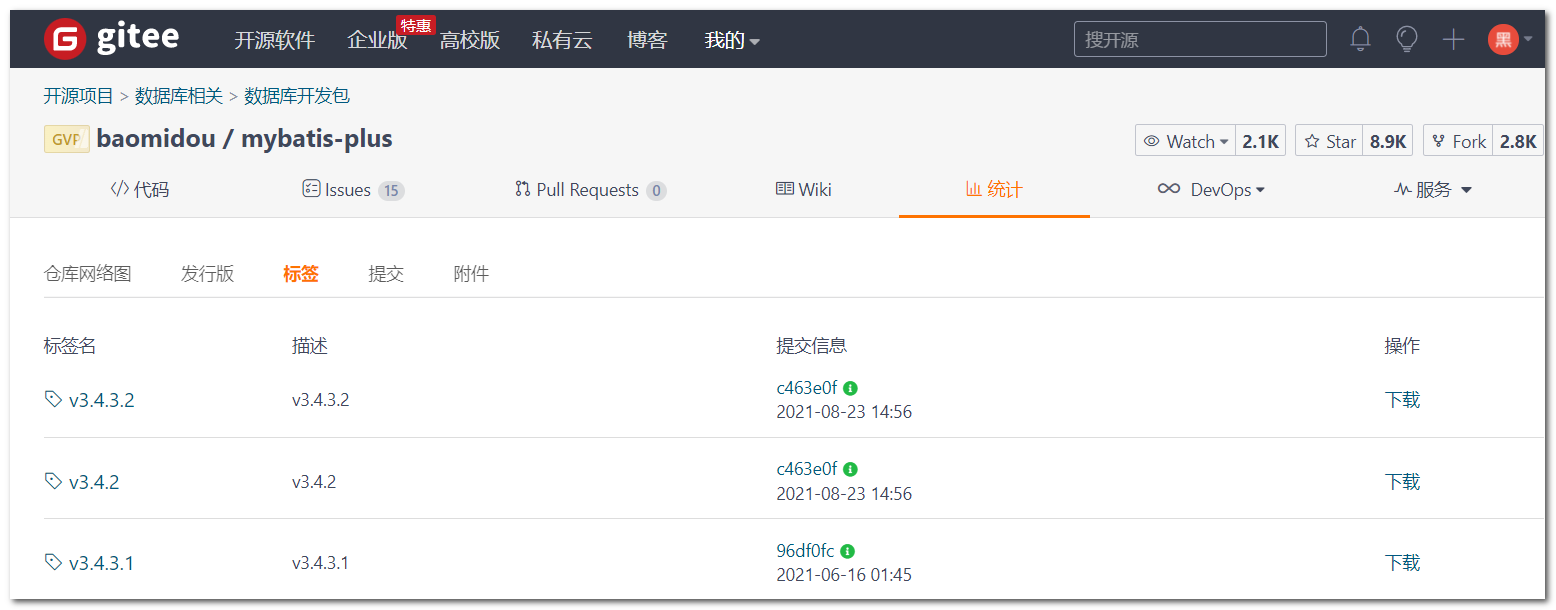 gitee 开源软件 企业版 特惠 高校版 私有云 博客 我的 搜开源 黑
开源项目 > 数据库相关 > 数据库开发包
GVP baomidou / mybatis-plus Watch 2.1K Star 8.9K Fork 2.8K
代码 Issues 15 Pull Requests 0 Wiki 统计 DevOps 服务
仓库网络图 发行版 标签 提交 附件
标签名 描述 提交信息 操作
v3.4.3.2 v3.4.3.2 c463e0f 下载
2021-08-23 14:56
v3.4.2 v3.4.2 c463e0f 下载
2021-08-23 14:56
v3.4.3.1 v3.4.3.1 96df0fc 下载
2021-06-16 01:45